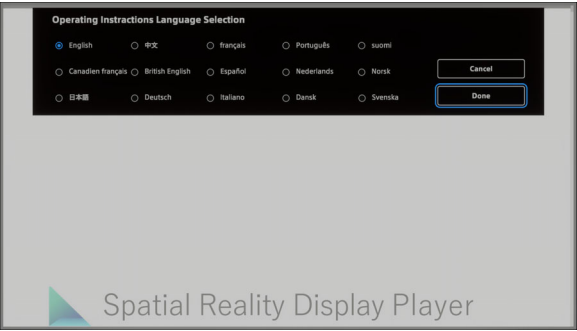 Operating Instractions Language Selection
English 中文 français Português suomi
Canadien français British English Español Nederlands Norsk Cancel
日本語 Deutsch Italiano Dansk Svenska Done
Spatial Reality Display Player